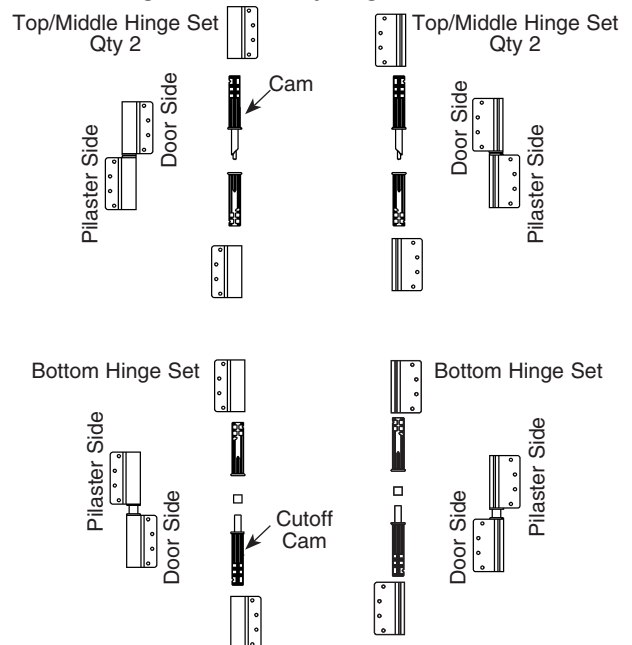 Top/Middle Hinge Set
Qty 2
Cam
Pilaster Side
Door Side
Top/Middle Hinge Set
Qty 2
Door Side
Pilaster Side
Bottom Hinge Set
Pilaster Side
Door Side
Cutoff
Cam
Bottom Hinge Set
Door Side
Pilaster Side